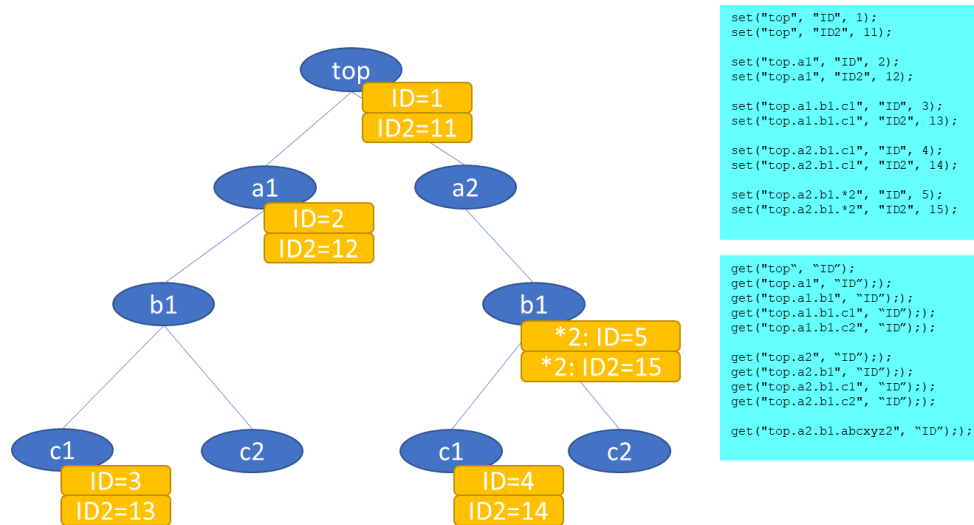 top
ID=1
ID2=11
a1
a2
ID=2
ID2=12
b1
b1
*2: ID=5
*2: ID2=15
c1
c2
c1
c2
ID=3
ID2=13
ID=4
ID2=14
set("top", "ID", 1);
set("top", "ID2", 11);
set("top.a1", "ID", 2);
set("top.a1", "ID2", 12);
set("top.a1.b1.c1", "ID", 3);
set("top.a1.b1.c1", "ID2", 13);
set("top.a2.b1.c1", "ID", 4);
set("top.a2.b1.c1", "ID2", 14);
set("top.a2.b1.*2", "ID", 5);
set("top.a2.b1.*2", "ID2", 15);
get("top“, “ID”);
get("top.a1", “ID”););
get("top.a1.b1", “ID”););
get("top.a1.b1.c1", “ID”););
get("top.a1.b1.c2", “ID”););
get("top.a2", “ID”););
get("top.a2.b1", “ID”););
get("top.a2.b1.c1", “ID”););
get("top.a2.b1.c2", “ID”););
get("top.a2.b1.abcxyz2", “ID”););